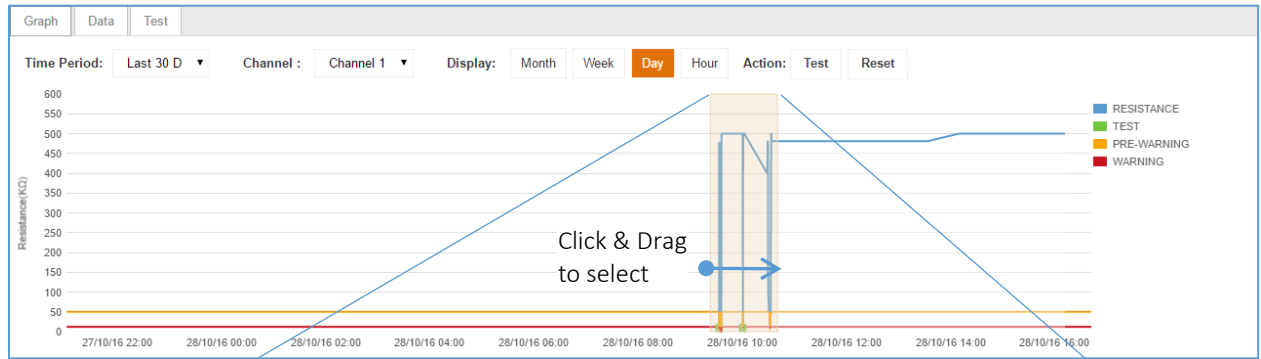 Graph Data Test
Time Period: Last 30 D Channel : Channel 1 Display: Month Week Day Hour Action: Test Reset
600
550
500
450
400
350
300
250
200
150
100
50
0
Resistance(KΩ)
RESISTANCE
TEST
PRE-WARNING
WARNING
Click & Drag
to select
27/10/16 22:00 28/10/16 00:00 28/10/16 02:00 28/10/16 04:00 28/10/16 06:00 28/10/16 08:00 28/10/16 10:00 28/10/16 12:00 28/10/16 14:00 28/10/16 16:00